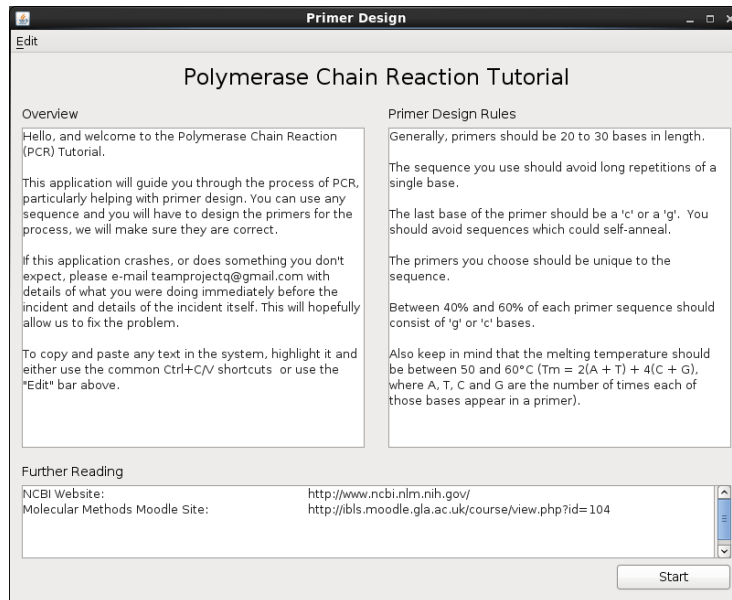 Primer Design
Edit
Polymerase Chain Reaction Tutorial
Overview
Hello, and welcome to the Polymerase Chain Reaction
(PCR) Tutorial.
This application will guide you through the process of PCR,
particularly helping with primer design. You can use any
sequence and you will have to design the primers for the
process, we will make sure they are correct.
If this application crashes, or does something you don't
expect, please e-mail teamprojectq@gmail.com with
details of what you were doing immediately before the
incident and details of the incident itself. This will hopefully
allow us to fix the problem.
To copy and paste any text in the system, highlight it and
either use the common Ctrl+C/V shortcuts  or use the
"Edit" bar above.
Primer Design Rules
Generally, primers should be 20 to 30 bases in length.
The sequence you use should avoid long repetitions of a
single base.
The last base of the primer should be a 'c' or a 'g'.  You
should avoid sequences which could self-anneal.
The primers you choose should be unique to the
sequence.
Between 40% and 60% of each primer sequence should
consist of 'g' or 'c' bases.
Also keep in mind that the melting temperature should
be between 50 and 60°C (Tm = 2(A + T) + 4(C + G),
where A, T, C and G are the number of times each of
those bases appear in a primer).
Further Reading
NCBI Website: http://www.ncbi.nlm.nih.gov/
Molecular Methods Moodle Site: http://ibls.moodle.gla.ac.uk/course/view.php?id=104
Start